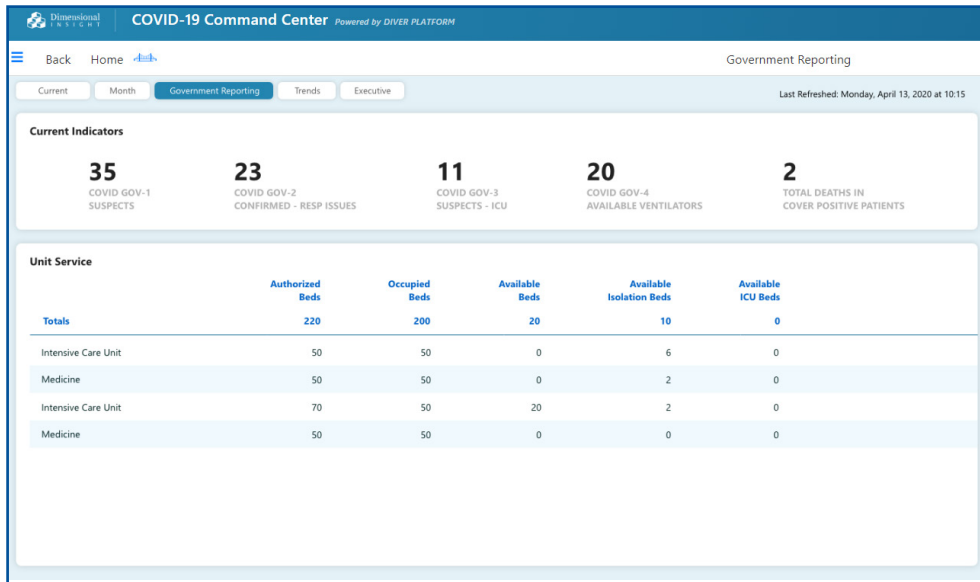 Dimensional INSIGHT COVID-19 Command Center Powered by DIVER PLATFORM
Back Home Government Reporting
Current Month Government Reporting Trends Executive Last Refreshed: Monday, April 13, 2020 at 10:15
Current Indicators
35 23 11 20 2
COVID GOV-1 COVID GOV-2 COVID GOV-3 COVID GOV-4 TOTAL DEATHS IN
SUSPECTS CONFIRMED - RESP ISSUES SUSPECTS - ICU AVAILABLE VENTILATORS COVER POSITIVE PATIENTS
Unit Service
Authorized Occupied Available Available Available
Beds Beds Beds Isolation Beds ICU Beds
Totals 220 200 20 10 0
Intensive Care Unit 50 50 0 6 0
Medicine 50 50 0 2 0
Intensive Care Unit 70 50 20 2 0
Medicine 50 50 0 0 0